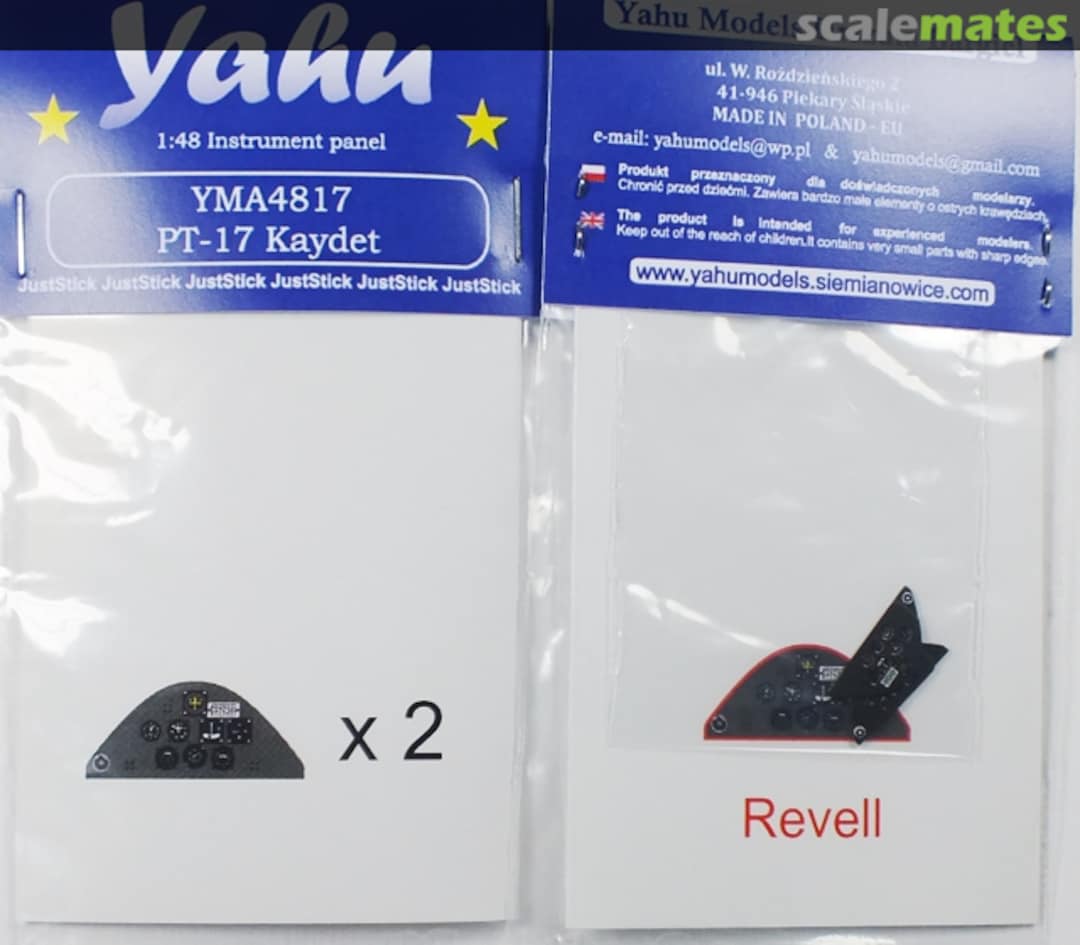 scalemates
Yahu
1:48 Instrument panel
YMA4817
PT-17 Kaydet
JustStick JustStick JustStick JustStick JustStick JustStick
x 2
Yahu Models
ul. W. Roździeńskiego 2
41-946 Piekary Śląskie
MADE IN POLAND - EU
e-mail: yahumodels@wp.pl & yahumodels@gmail.com
Produkt przeznaczony dla doświadczonych modelarzy.
Chronić przed dziećmi. Zawiera bardzo małe elementy o ostrych krawędziach.
The product is intended for experienced modelers.
Keep out of the reach of children.It contains very small parts with sharp edges.
www.yahumodels.siemianowice.com
Revell